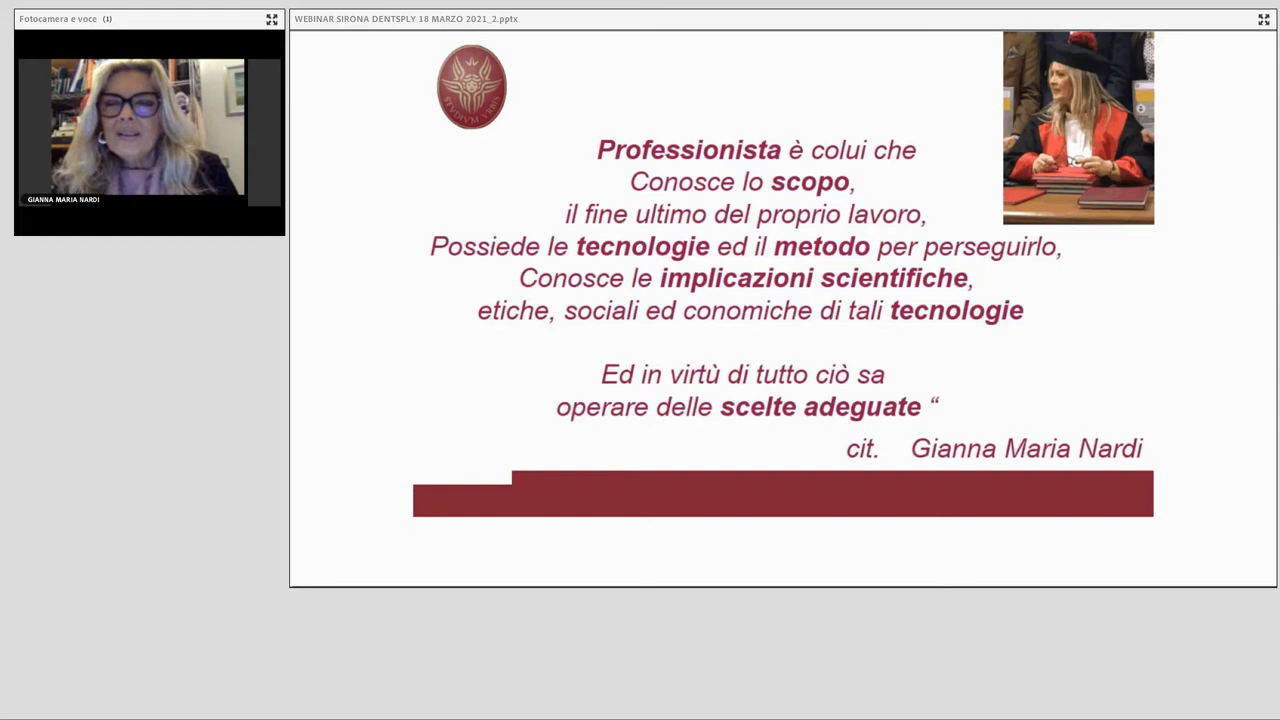 Fotocamera e voce (1)
WEBINAR SIRONA DENTSPLY 18 MARZO 2021_2.pptx
GIANNA MARIA NARDI
STVDIVM VRBIS
Professionista è colui che
Conosce lo scopo,
il fine ultimo del proprio lavoro,
Possiede le tecnologie ed il metodo per perseguirlo,
Conosce le implicazioni scientifiche,
etiche, sociali ed conomiche di tali tecnologie
Ed in virtù di tutto ciò sa
operare delle scelte adeguate “
cit. Gianna Maria Nardi